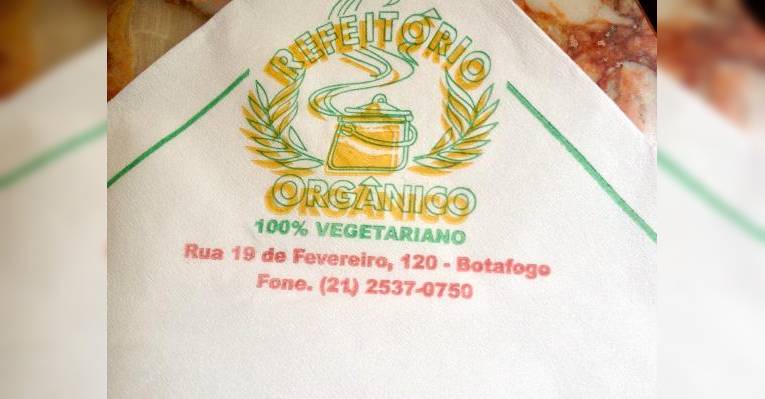 REFEITÓRIO
ORGÂNICO
100% VEGETARIANO
Rua 19 de Fevereiro, 120 - Botafogo
Fone. (21) 2537-0750